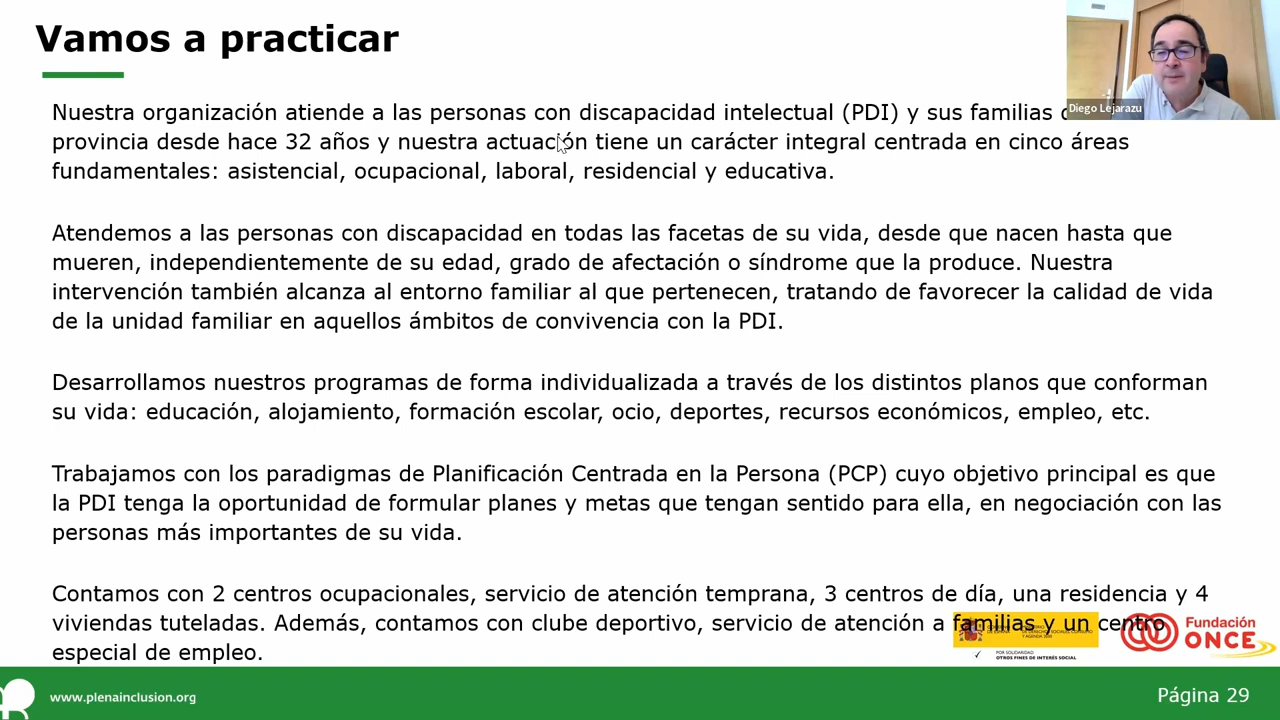 Vamos a practicar
Diego Lejarazu
Nuestra organización atiende a las personas con discapacidad intelectual (PDI) y sus familias
provincia desde hace 32 años y nuestra actuación tiene un carácter integral centrada en cinco áreas
fundamentales: asistencial, ocupacional, laboral, residencial y educativa.
Atendemos a las personas con discapacidad en todas las facetas de su vida, desde que nacen hasta que
mueren, independientemente de su edad, grado de afectación o síndrome que la produce. Nuestra
intervención también alcanza al entorno familiar al que pertenecen, tratando de favorecer la calidad de vida
de la unidad familiar en aquellos ámbitos de convivencia con la PDI.
Desarrollamos nuestros programas de forma individualizada a través de los distintos planos que conforman
su vida: educación, alojamiento, formación escolar, ocio, deportes, recursos económicos, empleo, etc.
Trabajamos con los paradigmas de Planificación Centrada en la Persona (PCP) cuyo objetivo principal es que
la PDI tenga la oportunidad de formular planes y metas que tengan sentido para ella, en negociación con las
personas más importantes de su vida.
Contamos con 2 centros ocupacionales, servicio de atención temprana, 3 centros de día, una residencia y 4
viviendas tuteladas. Además, contamos con clube deportivo, servicio de atención a familias y un centro
especial de empleo.
POR SOLIDARIDAD
OTROS FINES DE INTERÉS SOCIAL
Fundación
ONCE
www.plenainclusion.org
Página 29